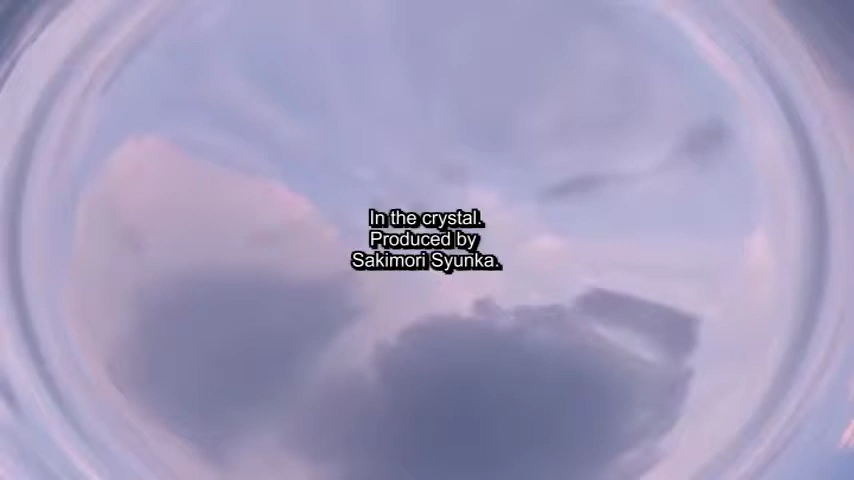 In the crystal.
Produced by
Sakimori Syunka.